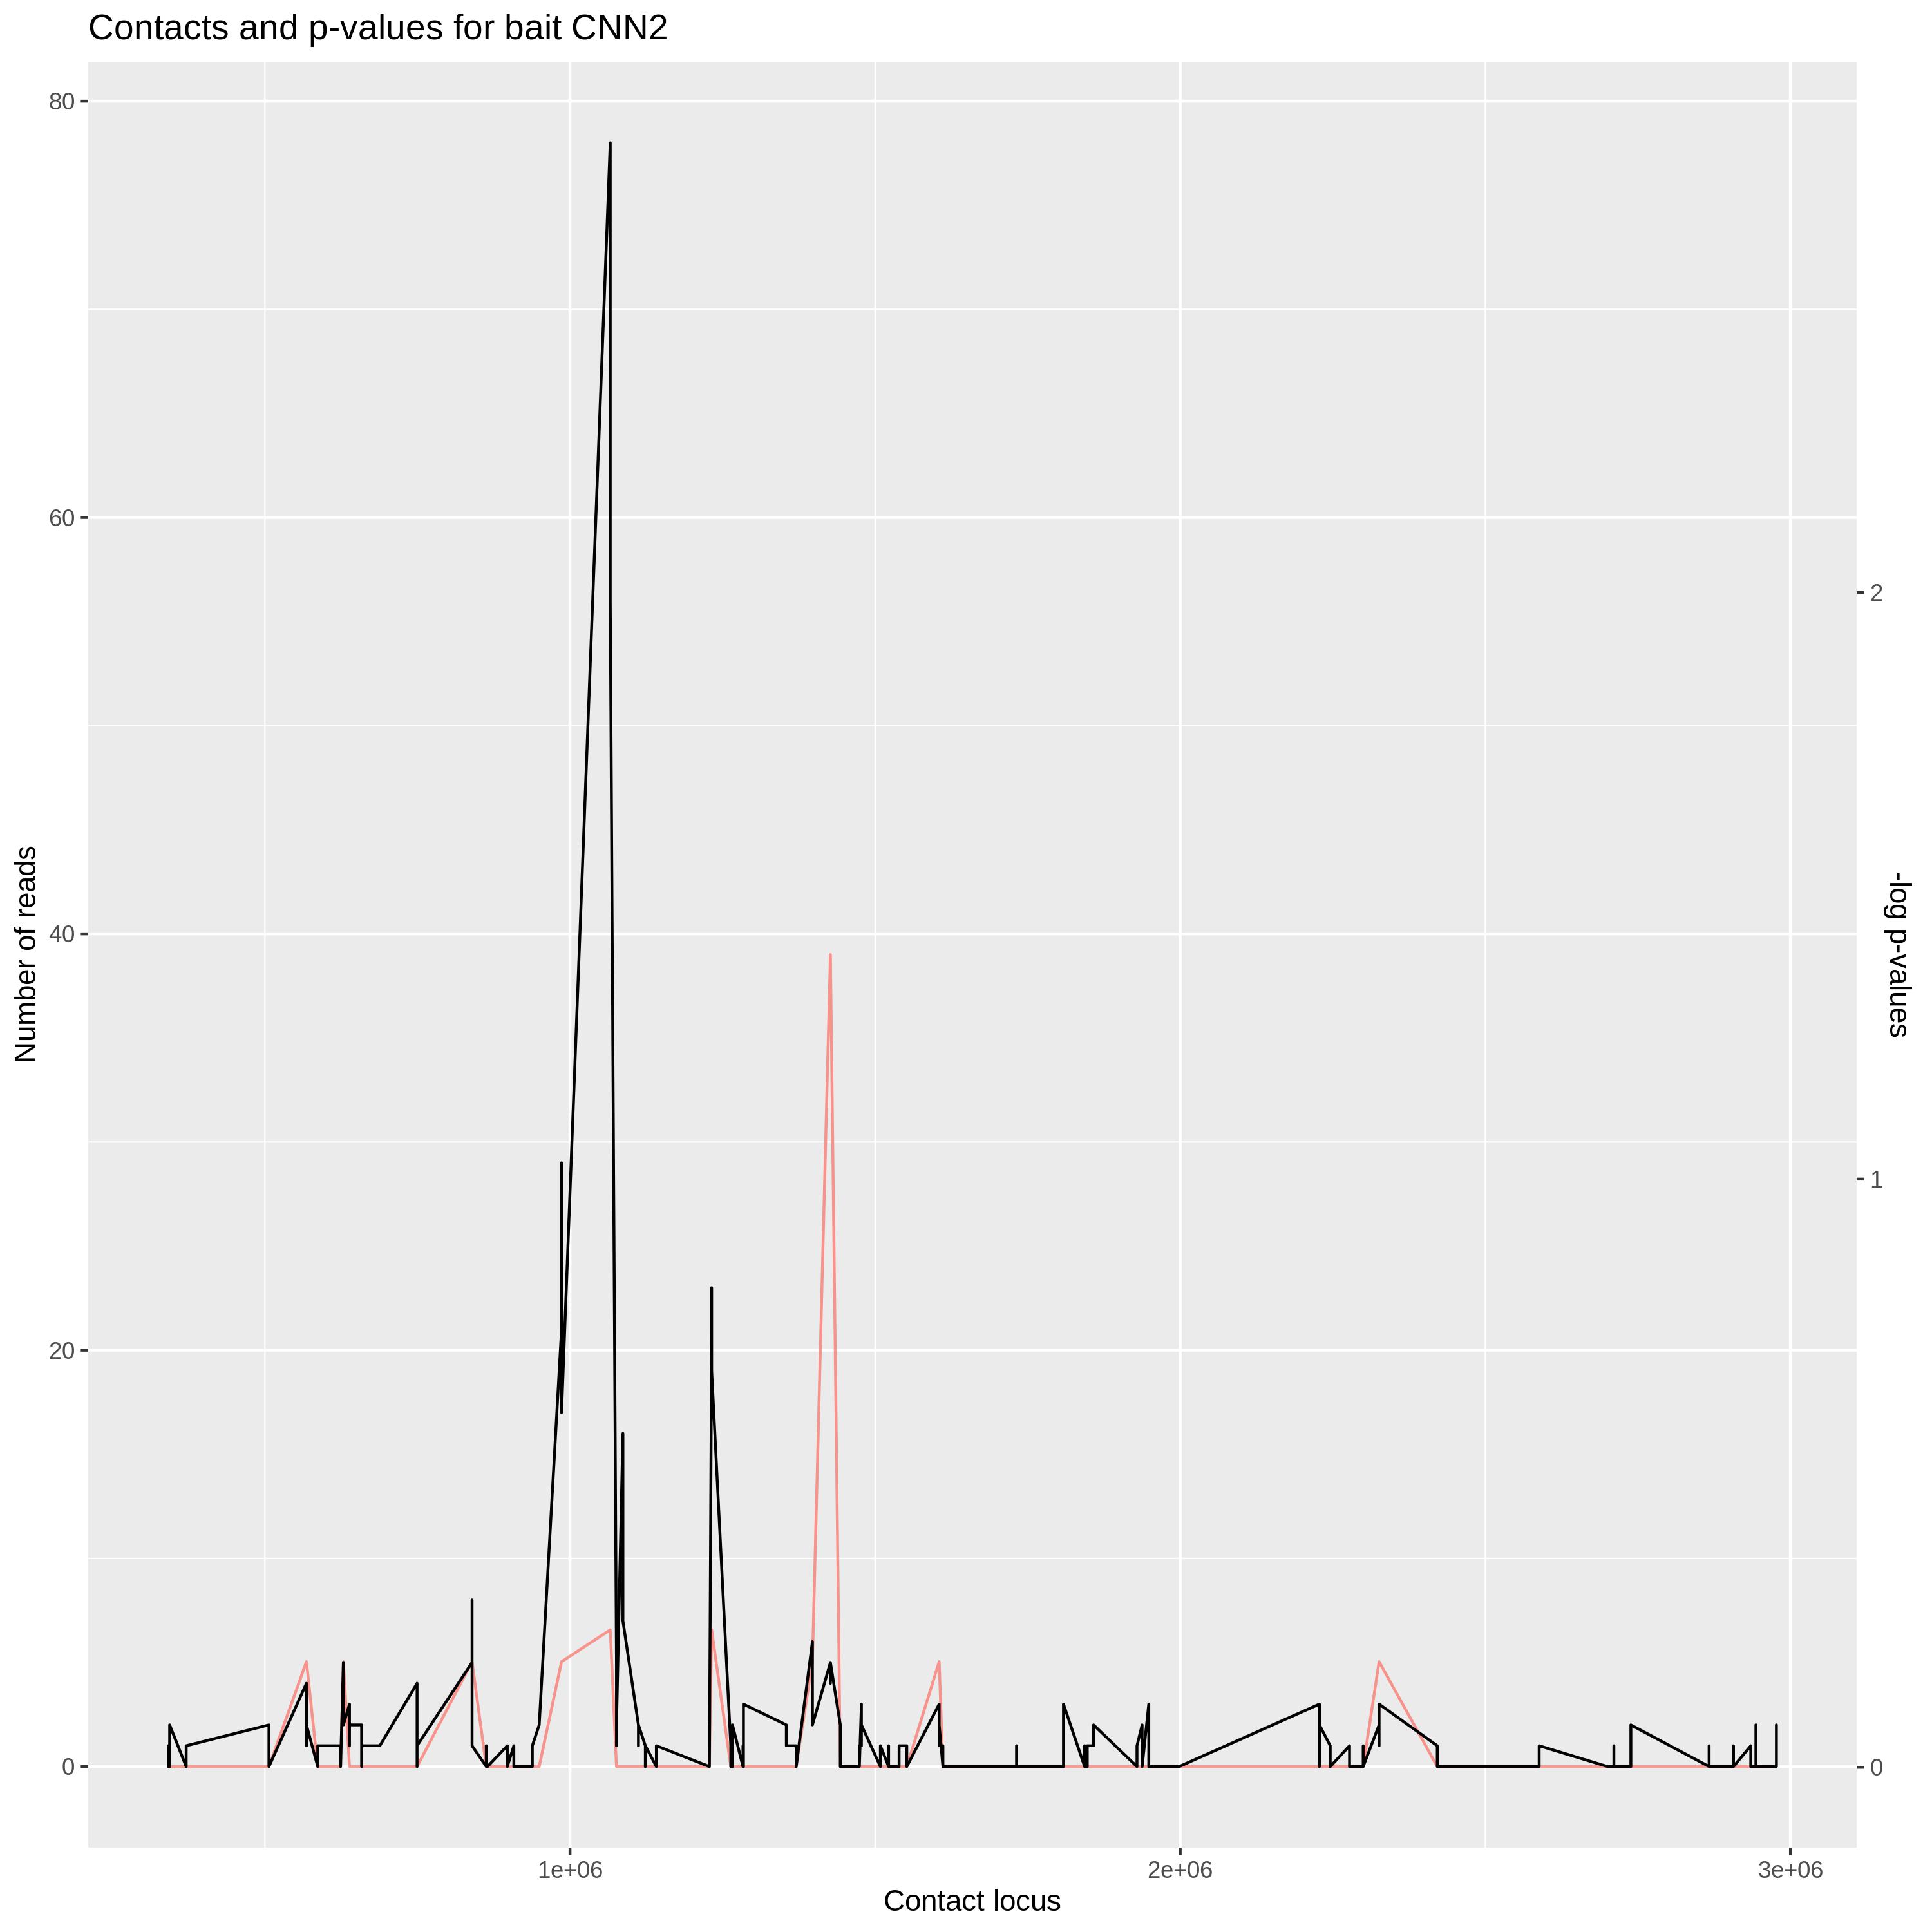 Contacts and p-values for bait CNN2
80
60
40
20
0
Number of reads
2
1
0
-log p-values
1e+06
2e+06
3e+06
Contact locus